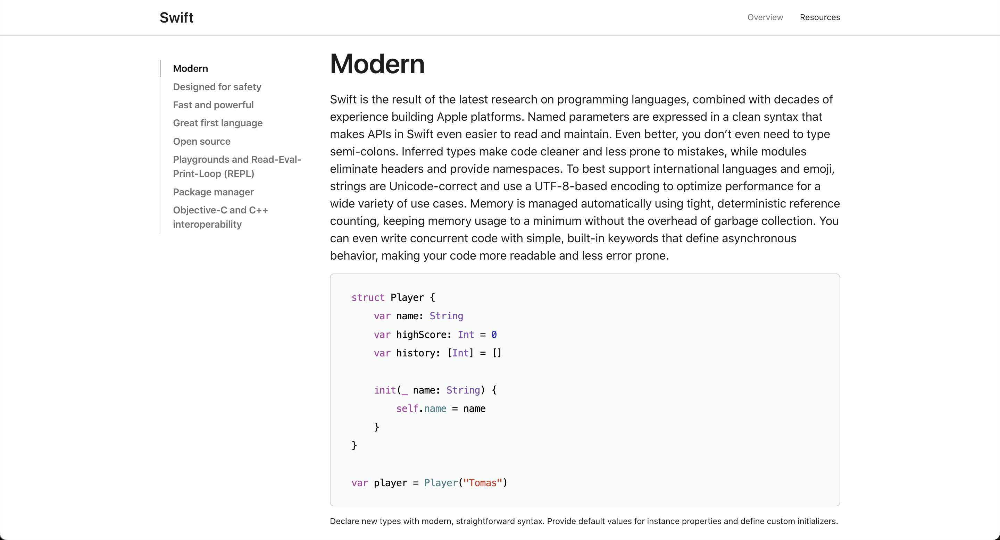 Swift
Overview
Resources
Modern
Designed for safety
Fast and powerful
Great first language
Open source
Playgrounds and Read-Eval-
Print-Loop (REPL)
Package manager
Objective-C and C++
interoperability
Modern
Swift is the result of the latest research on programming languages, combined with decades of
experience building Apple platforms. Named parameters are expressed in a clean syntax that
makes APIs in Swift even easier to read and maintain. Even better, you don’t even need to type
semi-colons. Inferred types make code cleaner and less prone to mistakes, while modules
eliminate headers and provide namespaces. To best support international languages and emoji,
strings are Unicode-correct and use a UTF-8-based encoding to optimize performance for a
wide variety of use cases. Memory is managed automatically using tight, deterministic reference
counting, keeping memory usage to a minimum without the overhead of garbage collection. You
can even write concurrent code with simple, built-in keywords that define asynchronous
behavior, making your code more readable and less error prone.
struct Player {
    var name: String
    var highScore: Int = 0
    var history: [Int] = []

    init(_ name: String) {
        self.name = name
    }
}

var player = Player("Tomas")
Declare new types with modern, straightforward syntax. Provide default values for instance properties and define custom initializers.